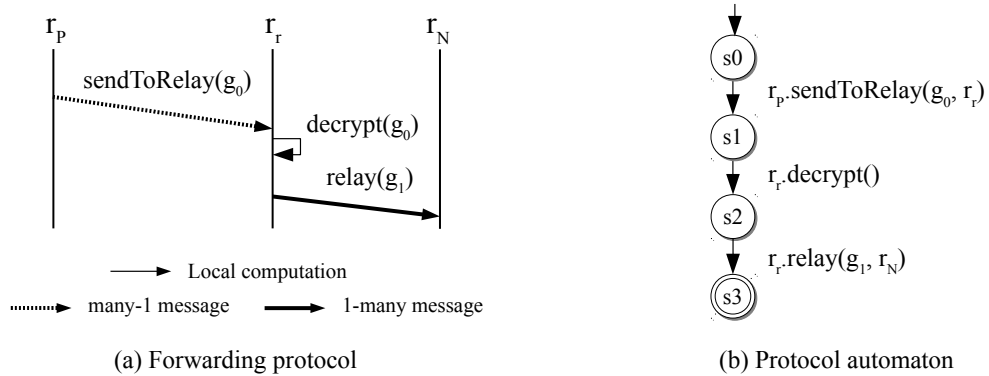 r_P
r_r
r_N
sendToRelay(g_0)
decrypt(g_0)
relay(g_1)
Local computation
many-1 message
1-many message
(a) Forwarding protocol
s0
r_P.sendToRelay(g_0, r_r)
s1
r_r.decrypt()
s2
r_r.relay(g_1, r_N)
s3
(b) Protocol automaton